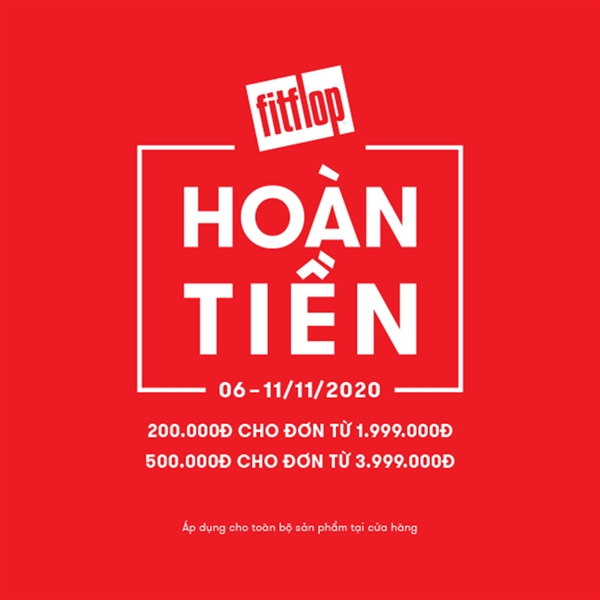 fitflop
HOÀN
TIỀN
06 – 11/11/2020
200.000Đ CHO ĐƠN TỪ 1.999.000Đ
500.000Đ CHO ĐƠN TỪ 3.999.000Đ
Áp dụng cho toàn bộ sản phẩm tại cửa hàng